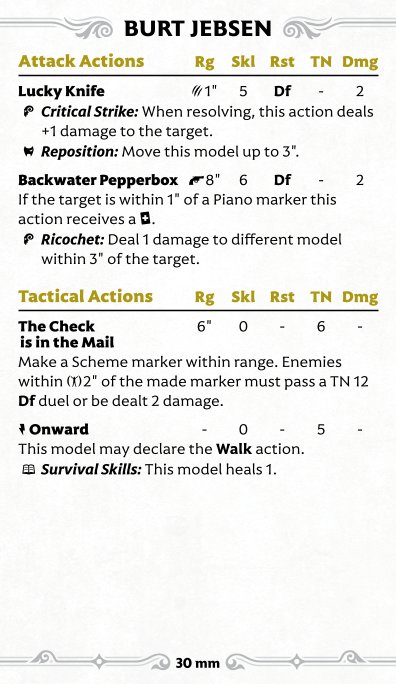 BURT JEBSEN
Attack Actions Rg Skl Rst TN Dmg
Lucky Knife 1" 5 Df - 2
Critical Strike: When resolving, this action deals
+1 damage to the target.
Reposition: Move this model up to 3".
Backwater Pepperbox 8" 6 Df - 2
If the target is within 1" of a Piano marker this
action receives a .
Ricochet: Deal 1 damage to different model
within 3" of the target.
Tactical Actions Rg Skl Rst TN Dmg
The Check 6" 0 - 6 -
is in the Mail
Make a Scheme marker within range. Enemies
within 2" of the made marker must pass a TN 12
Df duel or be dealt 2 damage.
Onward - 0 - 5 -
This model may declare the Walk action.
Survival Skills: This model heals 1.
30 mm